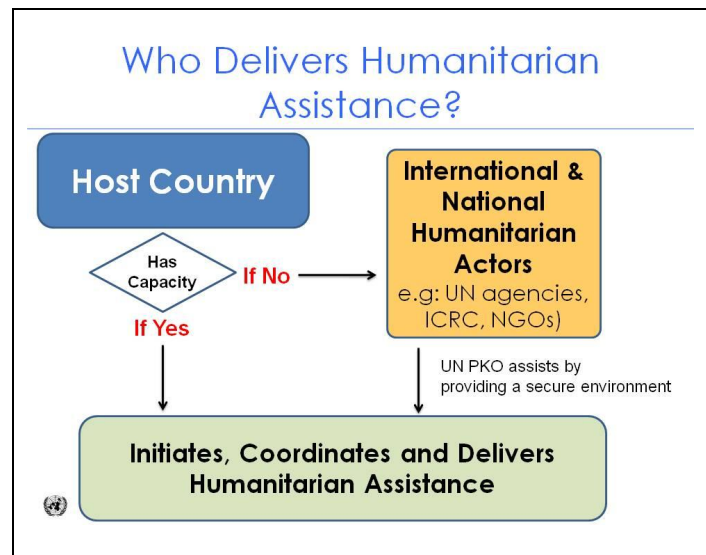 Who Delivers Humanitarian
Assistance?
Host Country
International &
National
Humanitarian
Actors
e.g: UN agencies,
ICRC, NGOs)
Has
Capacity
If No
If Yes
UN PKO assists by
providing a secure environment
Initiates, Coordinates and Delivers
Humanitarian Assistance